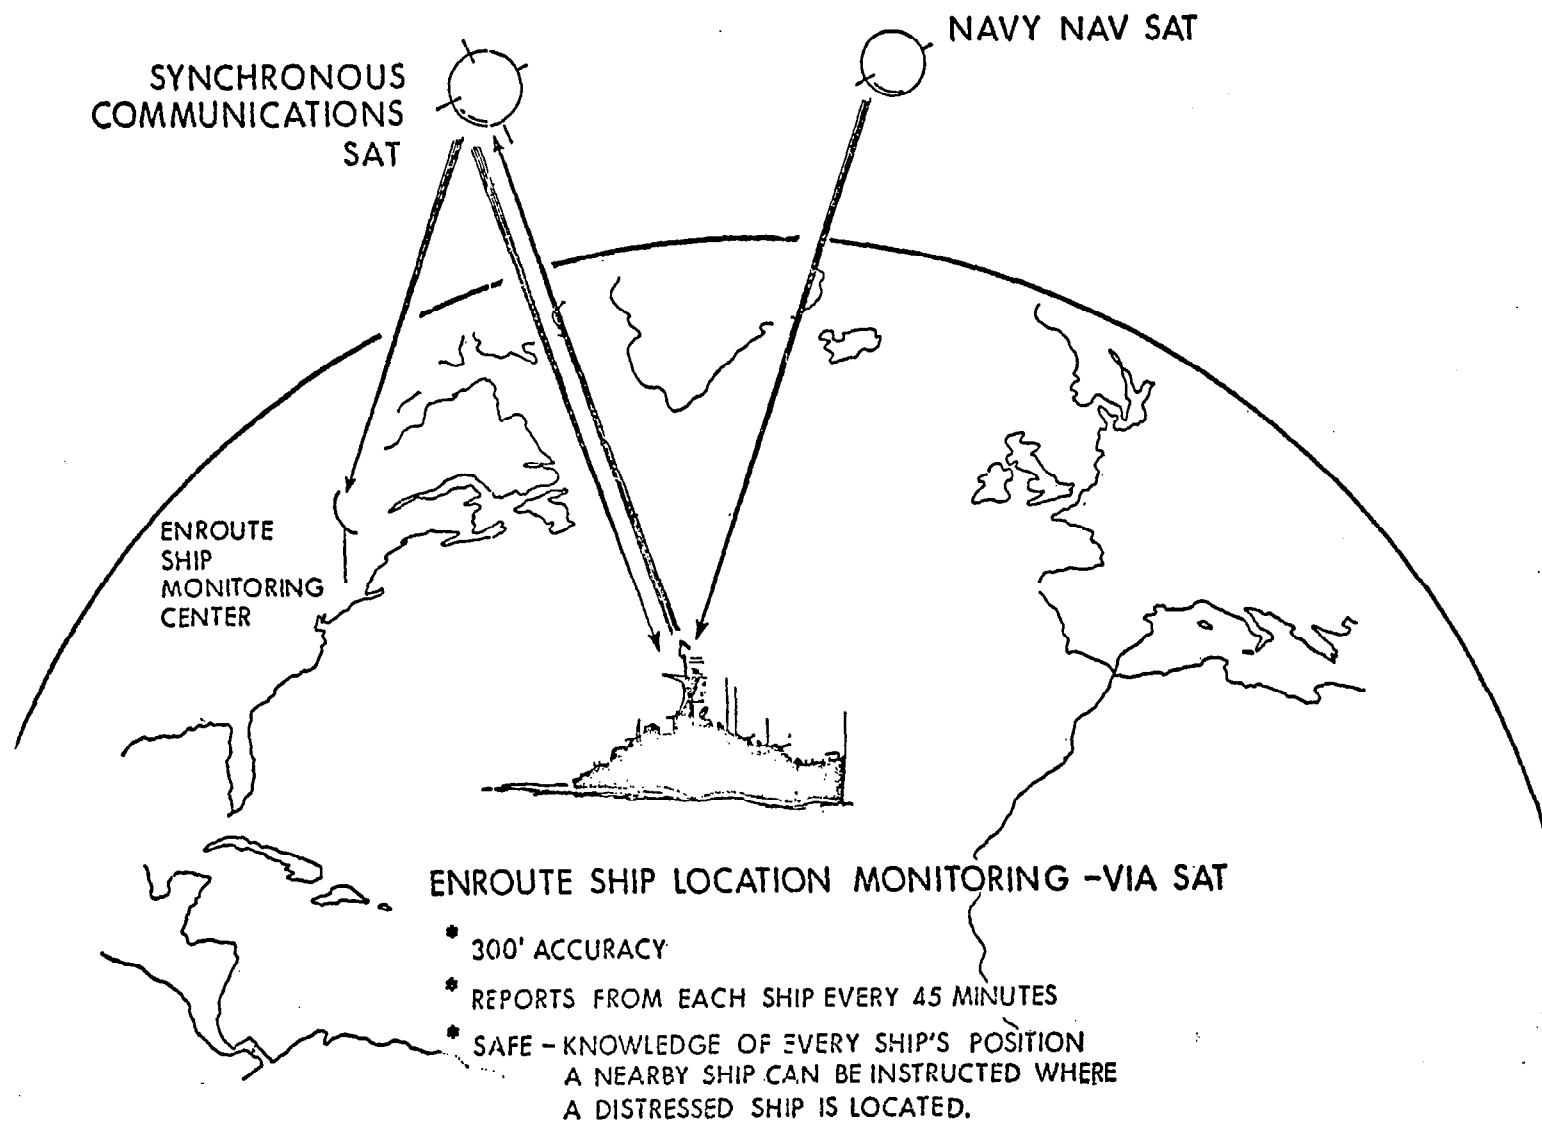 NAVY NAV SAT
SYNCHRONOUS
COMMUNICATIONS
SAT
ENROUTE
SHIP
MONITORING
CENTER
ENROUTE SHIP LOCATION MONITORING -VIA SAT
* 300' ACCURACY
* REPORTS FROM EACH SHIP EVERY 45 MINUTES
* SAFE - KNOWLEDGE OF EVERY SHIP'S POSITION
A NEARBY SHIP CAN BE INSTRUCTED WHERE
A DISTRESSED SHIP IS LOCATED.